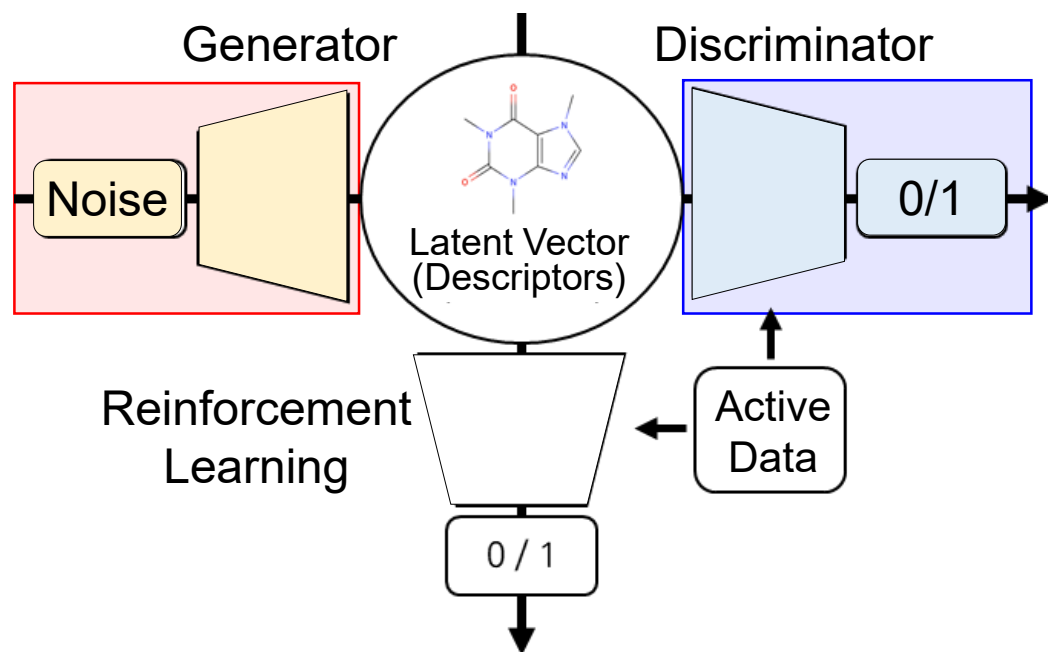 Generator
Discriminator
O
N
N
O
N
N
Noise
0/1
Latent Vector
(Descriptors)
Reinforcement
Learning
Active
Data
0 / 1